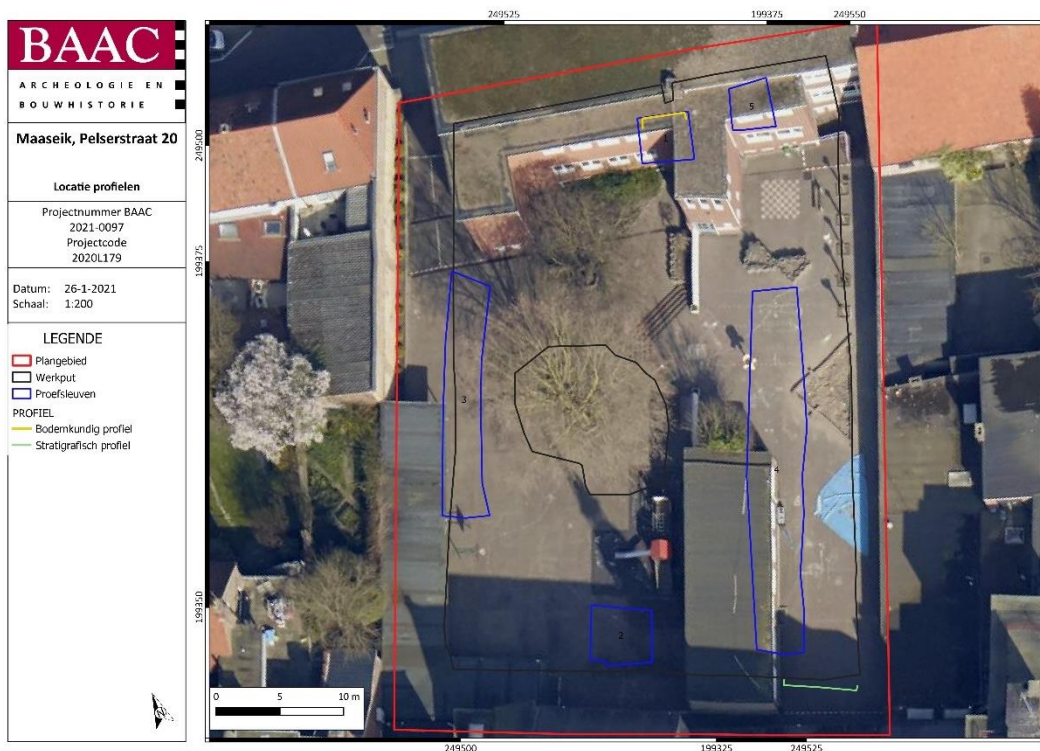 BAAC
ARCHEOLOGIE EN
BOUWHISTORIE
Maaseik, Pelserstraat 20
Locatie profielen
Projectnummer BAAC
2021-0097
Projectcode
2020L179
Datum: 26-1-2021
Schaal: 1:200
LEGENDE
Plangebied
Werkput
Proefsleuven
PROFIEL
Bodemkundig profiel
Stratigrafisch profiel
N
249525
199375
249550
249500
199375
199350
1
5
3
4
2
0 5 10 m
249500
199325
249525